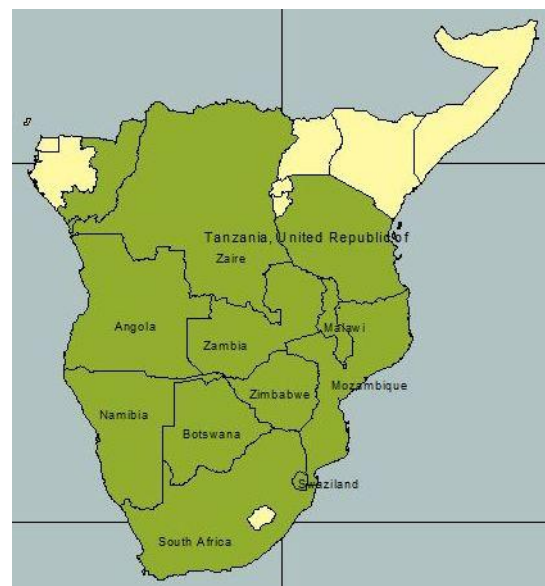 Tanzania, United Republic of
Zaire
Angola
Malawi
Zambia
Mozambique
Zimbabwe
Namibia
Botswana
Swaziland
South Africa